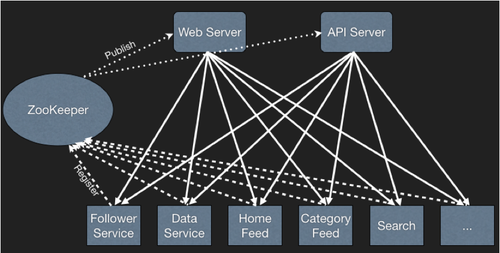 Web Server
API Server
Publish
ZooKeeper
Register
Follower
Service
Data
Service
Home
Feed
Category
Feed
Search
...